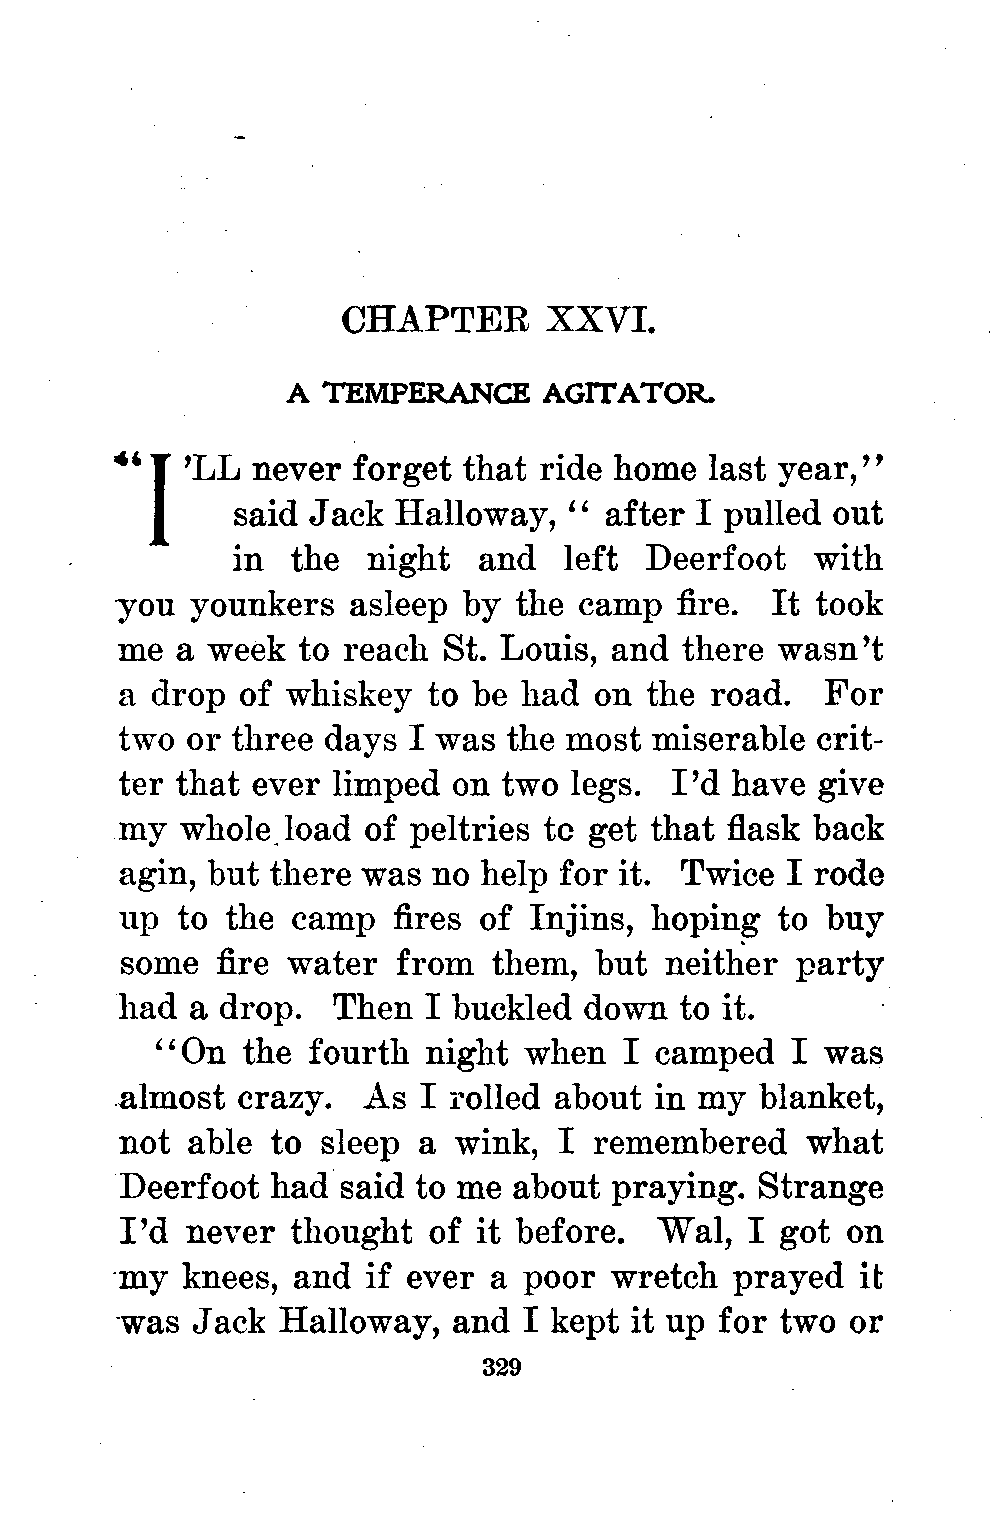 CHAPTER XXVI.
A TEMPERANCE AGITATOR.
“I'LL never forget that ride home last year,”
said Jack Halloway, “ after I pulled out
in the night and left Deerfoot with
you younkers asleep by the camp fire. It took
me a week to reach St. Louis, and there wasn't
a drop of whiskey to be had on the road. For
two or three days I was the most miserable crit-
ter that ever limped on two legs. I'd have give
my whole load of peltries to get that flask back
agin, but there was no help for it. Twice I rode
up to the camp fires of Injins, hoping to buy
some fire water from them, but neither party
had a drop. Then I buckled down to it.
“On the fourth night when I camped I was
almost crazy. As I rolled about in my blanket,
not able to sleep a wink, I remembered what
Deerfoot had said to me about praying. Strange
I'd never thought of it before. Wal, I got on
my knees, and if ever a poor wretch prayed it
was Jack Halloway, and I kept it up for two or
329